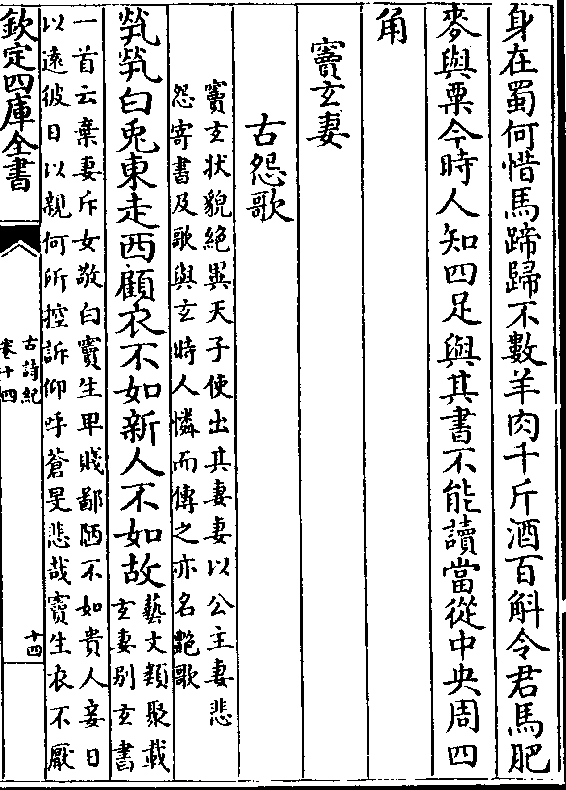 身在蜀何惜馬蹄歸不數羊肉千斤酒百斛令君馬肥
麥與粟今時人知四足與其書不能讀當從中央周四
角
竇玄妻
古怨歌
竇玄狀貌絶異天子使出其妻妻以公主妻悲
怨寄書及歌與玄時人憐而傳之亦名艶歌
煢煢白兎東走西顧衣不如新人不如故
藝文類聚載
玄妻别玄書
一首云棄妻斥女敬白竇生卑賤鄙陋不如貴人妾日
以遠彼日以親何所控訴仰呼蒼旻悲哉竇生衣不厭
欽定四庫全書
古詩紀
卷十四
十四